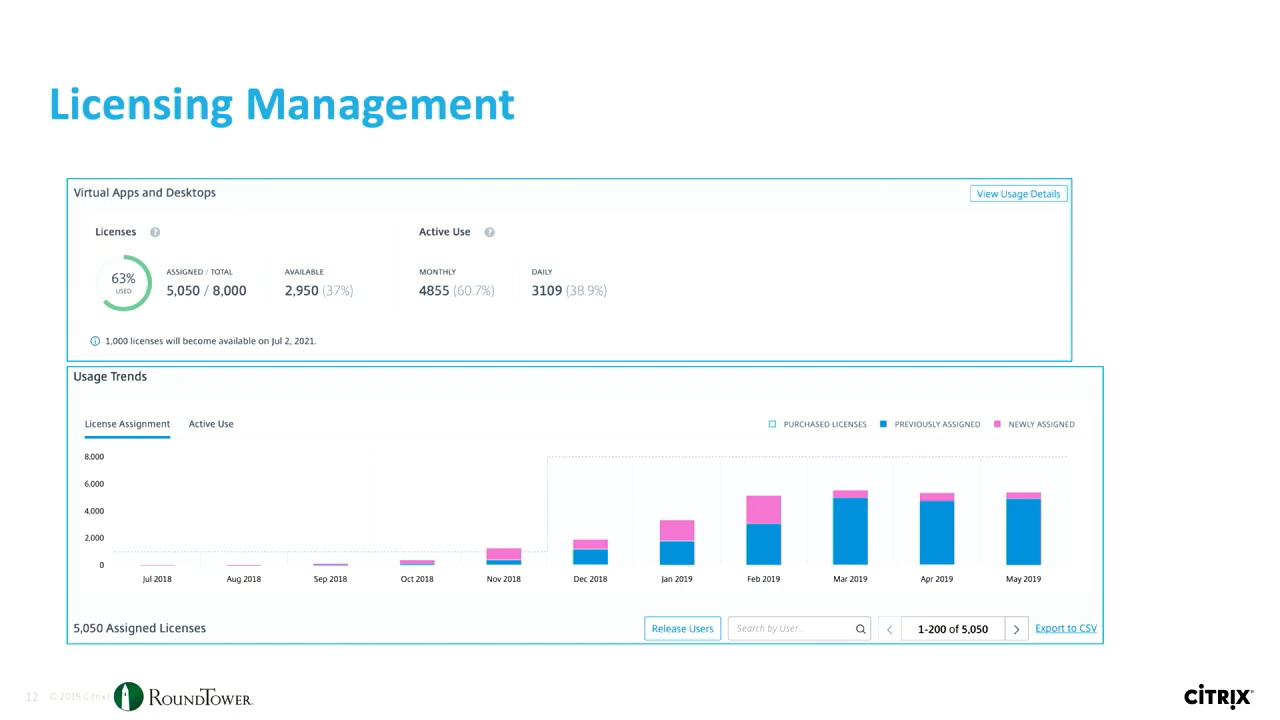 Licensing Management
Virtual Apps and Desktops
View Usage Details
Licenses ?
Active Use ?
63%
USED
ASSIGNED / TOTAL
5,050 / 8,000
AVAILABLE
2,950 (37%)
MONTHLY
4855 (60.7%)
DAILY
3109 (38.9%)
1,000 licenses will become available on Jul 2, 2021.
Usage Trends
License Assignment Active Use
PURCHASED LICENSES PREVIOUSLY ASSIGNED NEWLY ASSIGNED
8,000
6,000
4,000
2,000
0
Jul 2018 Aug 2018 Sep 2018 Oct 2018 Nov 2018 Dec 2018 Jan 2019 Feb 2019 Mar 2019 Apr 2019 May 2019
5,050 Assigned Licenses Release Users Search by User... < 1-200 of 5,050 > Export to CSV
12 © 2019 Citrix | ROUNDTOWER. CITRIX